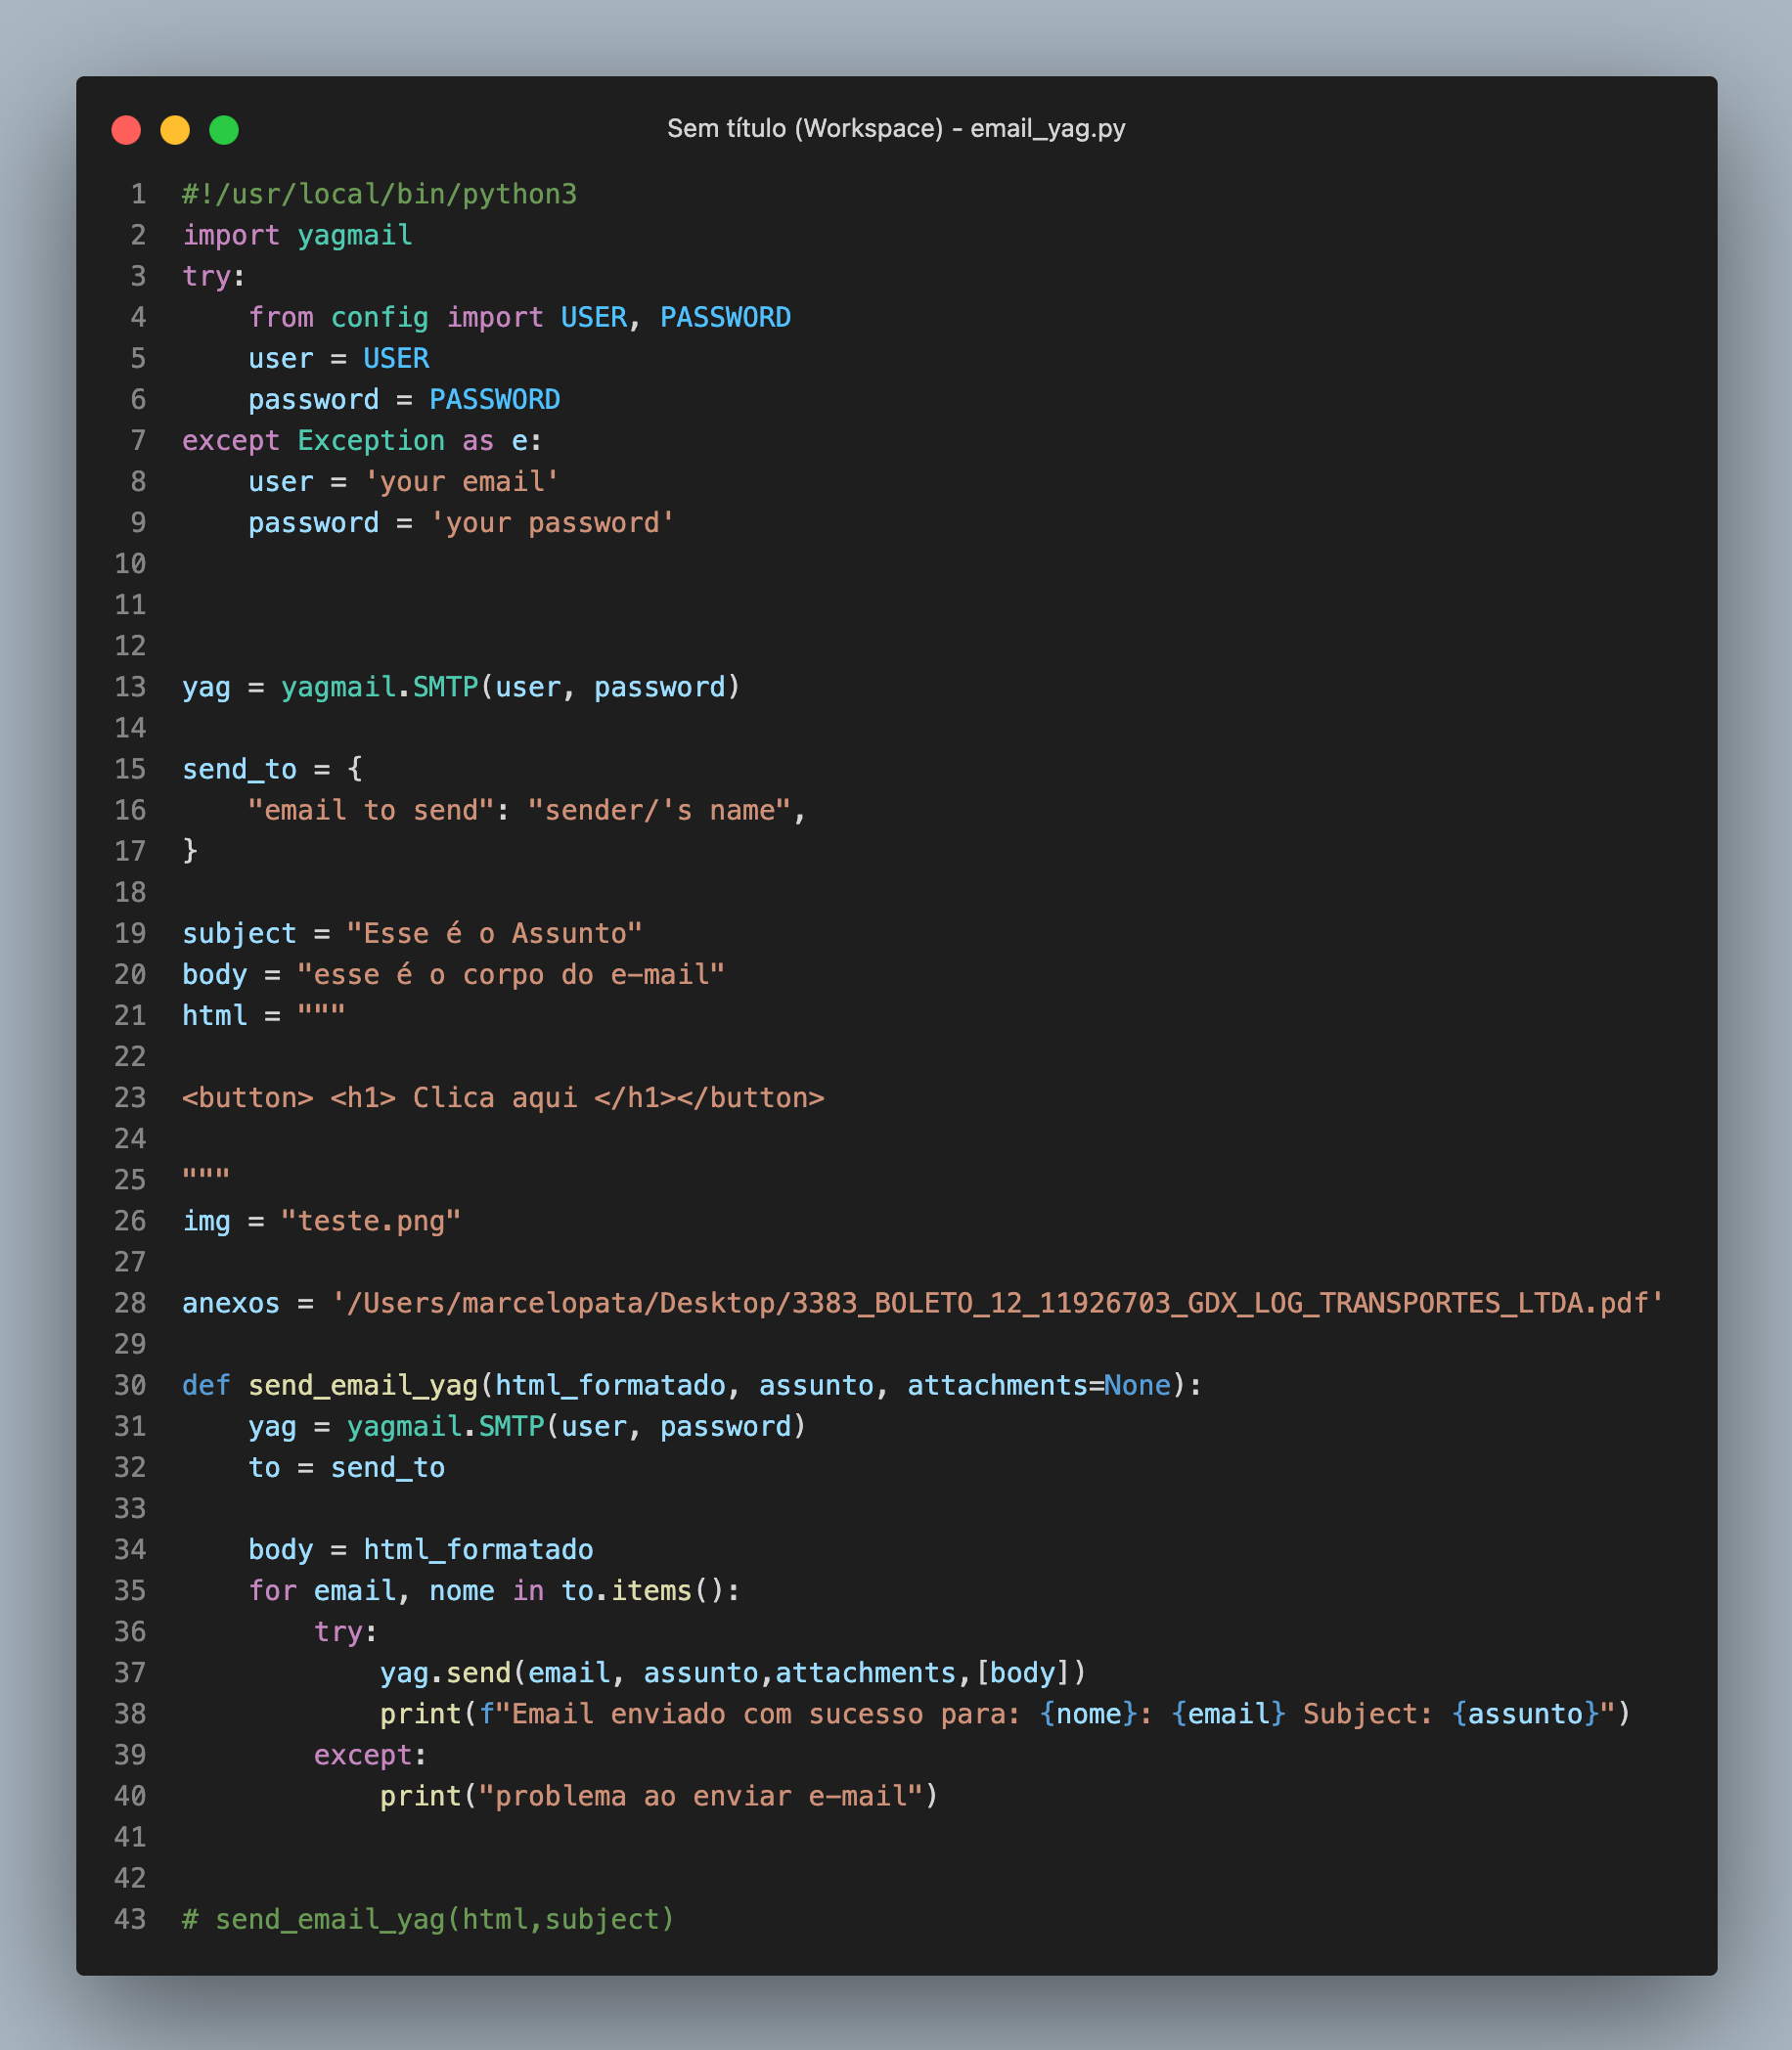 Sem título (Workspace) - email_yag.py
1 #!/usr/local/bin/python3
2 import yagmail
3 try:
4     from config import USER, PASSWORD
5     user = USER
6     password = PASSWORD
7 except Exception as e:
8     user = 'your email'
9     password = 'your password'
10
11
12
13 yag = yagmail.SMTP(user, password)
14
15 send_to = {
16     "email to send": "sender/'s name",
17 }
18
19 subject = "Esse é o Assunto"
20 body = "esse é o corpo do e-mail"
21 html = """
22
23 <button> <h1> Clica aqui </h1></button>
24
25 """
26 img = "teste.png"
27
28 anexos = '/Users/marcelopata/Desktop/3383_BOLETO_12_11926703_GDX_LOG_TRANSPORTES_LTDA.pdf'
29
30 def send_email_yag(html_formatado, assunto, attachments=None):
31     yag = yagmail.SMTP(user, password)
32     to = send_to
33
34     body = html_formatado
35     for email, nome in to.items():
36         try:
37             yag.send(email, assunto,attachments,[body])
38             print(f"Email enviado com sucesso para: {nome}: {email} Subject: {assunto}")
39         except:
40             print("problema ao enviar e-mail")
41
42
43 # send_email_yag(html,subject)